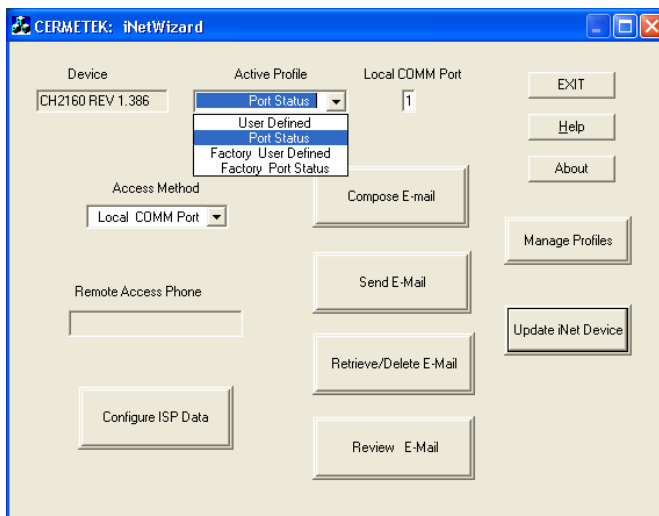 CERMETEK: iNetWizard
Device
Active Profile
Local COMM Port
CH2160 REV 1.386
Port Status
1
EXIT
User Defined
Port Status
Factory User Defined
Factory Port Status
Help
About
Access Method
Local COMM Port
Compose E-mail
Manage Profiles
Remote Access Phone
Send E-Mail
Update iNet Device
Retrieve/Delete E-Mail
Configure ISP Data
Review E-Mail